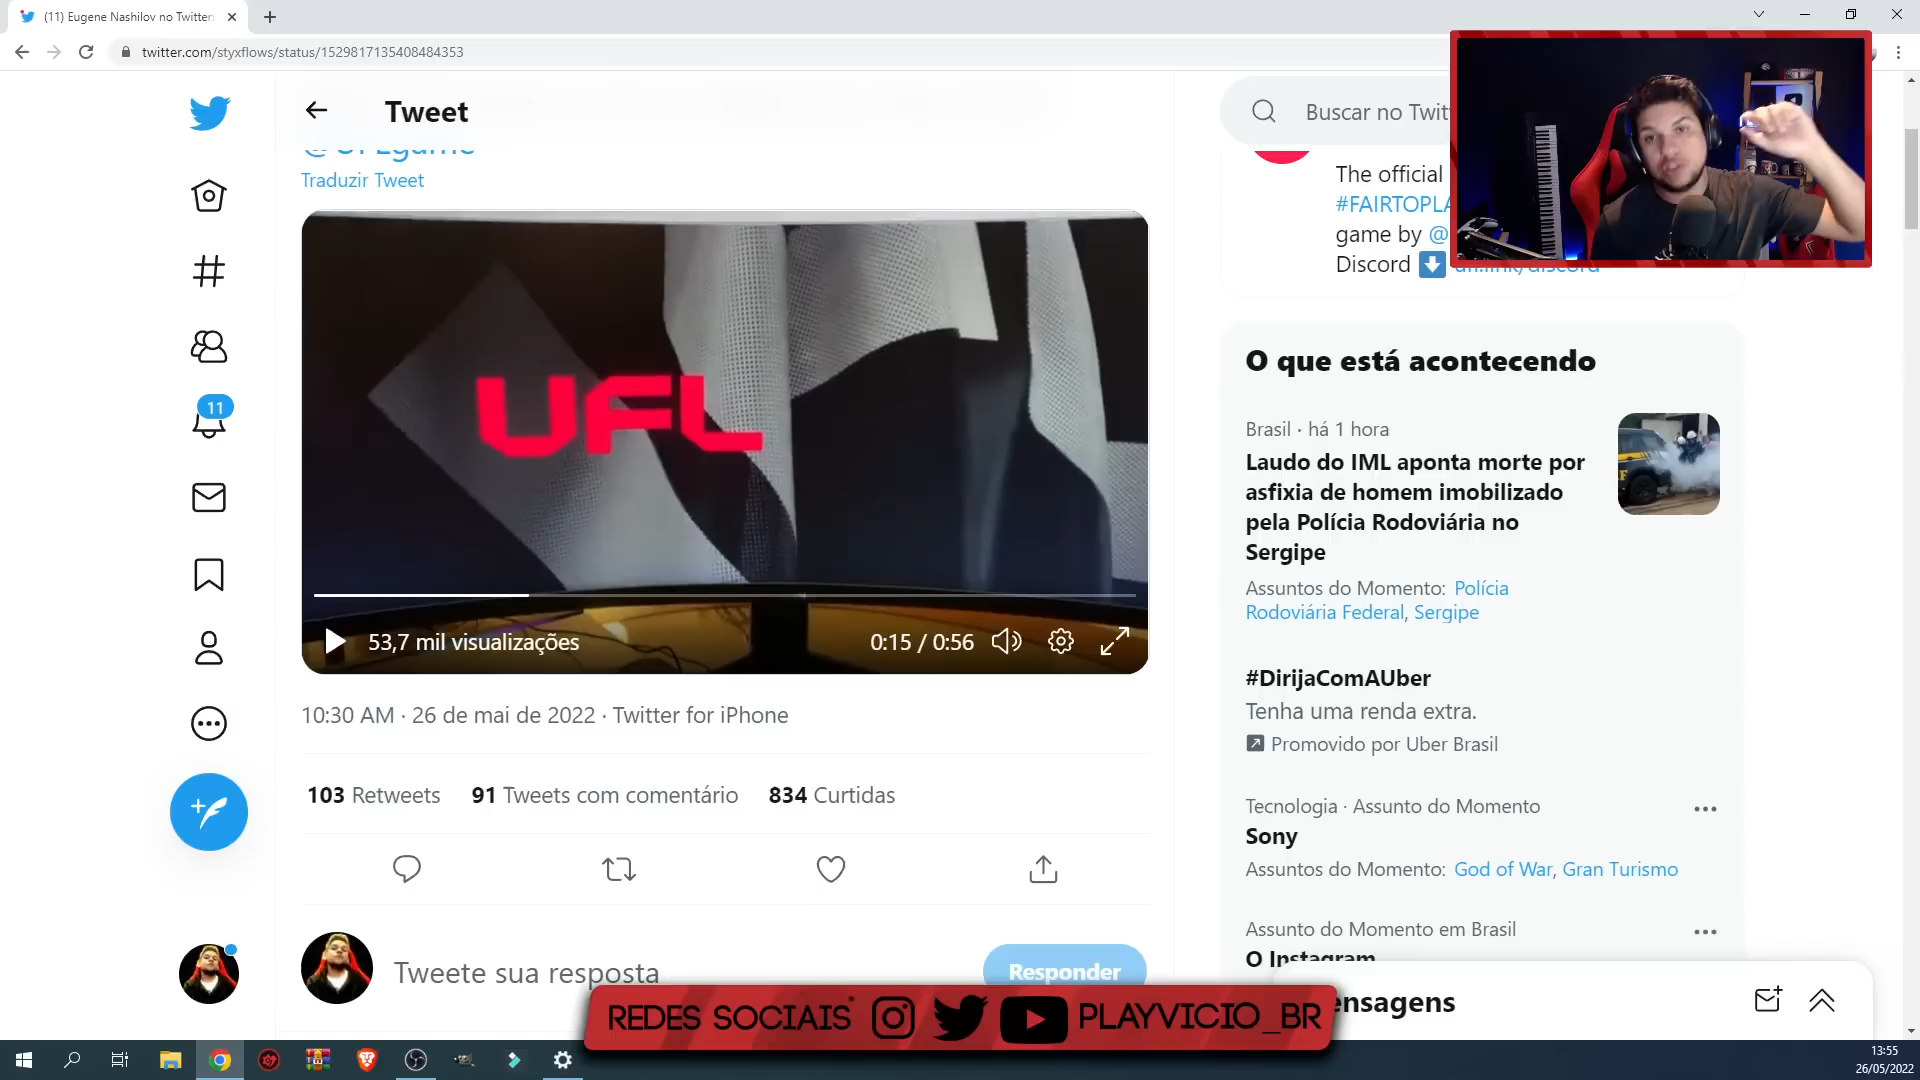 (11) Eugene Nashilov no Twitter:
twitter.com/styxflows/status/1529817135408484353
Tweet
Traduzir Tweet
UFL
53,7 mil visualizações
0:15 / 0:56
10:30 AM · 26 de mai de 2022 · Twitter for iPhone
103 Retweets 91 Tweets com comentário 834 Curtidas
Tweete sua resposta
Responder
11
Buscar no Twit
The official
#FAIRTOPLA
game by @
Discord
O que está acontecendo
Brasil · há 1 hora
Laudo do IML aponta morte por
asfixia de homem imobilizado
pela Polícia Rodoviária no
Sergipe
Assuntos do Momento: Polícia
Rodoviária Federal, Sergipe
#DirijaComAUber
Tenha uma renda extra.
Promovido por Uber Brasil
Tecnologia · Assunto do Momento
Sony
Assuntos do Momento: God of War, Gran Turismo
Assunto do Momento em Brasil
O Instagram
ensagens
REDES SOCIAIS PLAYVICIO_BR
13:55
26/05/2022